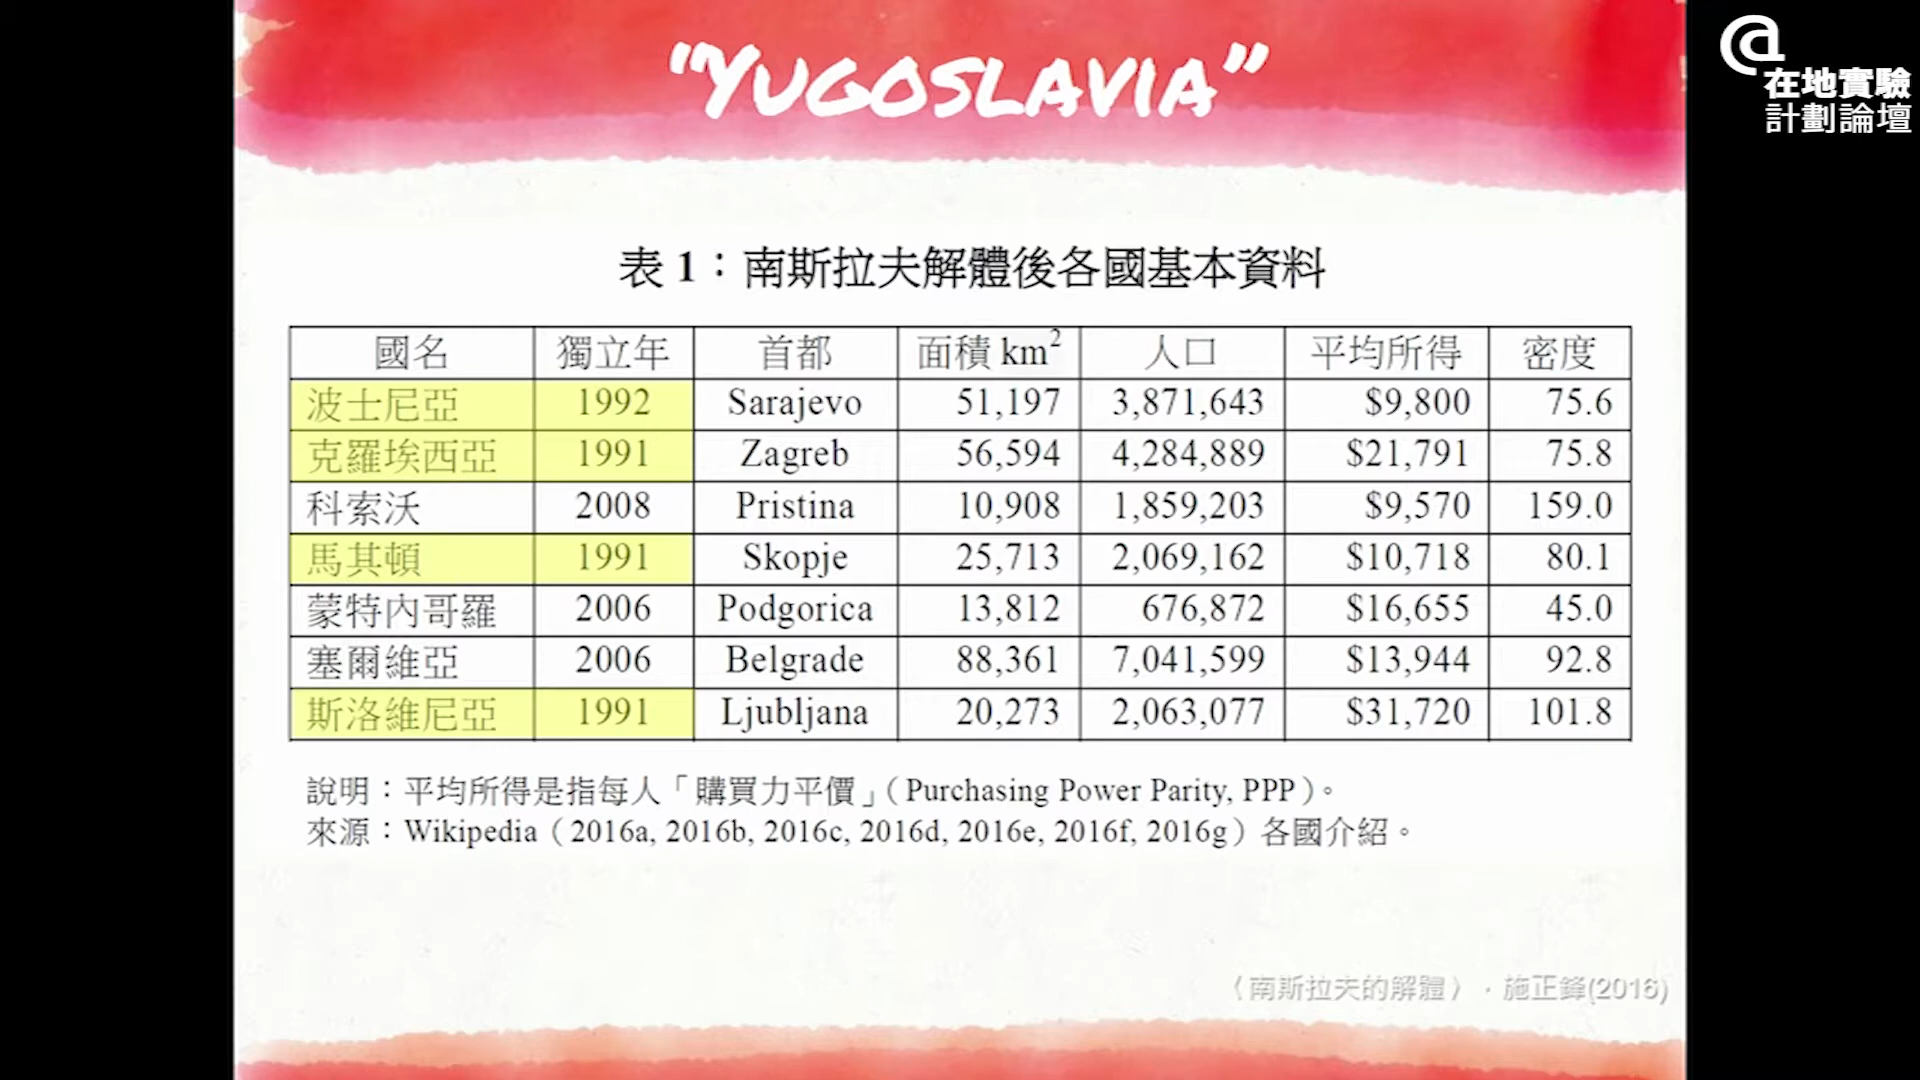 “YUGOSLAVIA”
@
在地實驗
計劃論壇
表 1：南斯拉夫解體後各國基本資料
國名 獨立年 首都 面積 km² 人口 平均所得 密度
波士尼亞 1992 Sarajevo 51,197 3,871,643 $9,800 75.6
克羅埃西亞 1991 Zagreb 56,594 4,284,889 $21,791 75.8
科索沃 2008 Pristina 10,908 1,859,203 $9,570 159.0
馬其頓 1991 Skopje 25,713 2,069,162 $10,718 80.1
蒙特內哥羅 2006 Podgorica 13,812 676,872 $16,655 45.0
塞爾維亞 2006 Belgrade 88,361 7,041,599 $13,944 92.8
斯洛維尼亞 1991 Ljubljana 20,273 2,063,077 $31,720 101.8
說明：平均所得是指每人「購買力平價」（Purchasing Power Parity, PPP）。
來源：Wikipedia（2016a, 2016b, 2016c, 2016d, 2016e, 2016f, 2016g）各國介紹。
〈南斯拉夫的解體〉．施正鋒(2016)